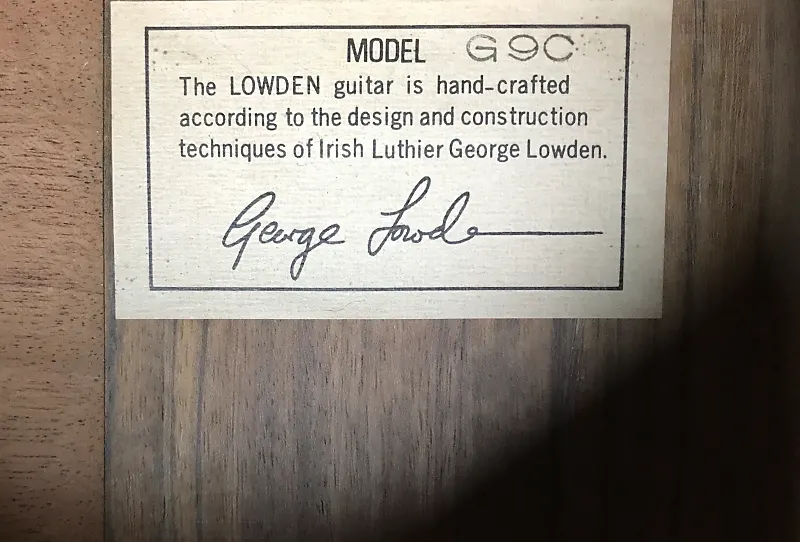 MODEL G9C
The LOWDEN guitar is hand-crafted
according to the design and construction
techniques of Irish Luthier George Lowden.
George Lowden